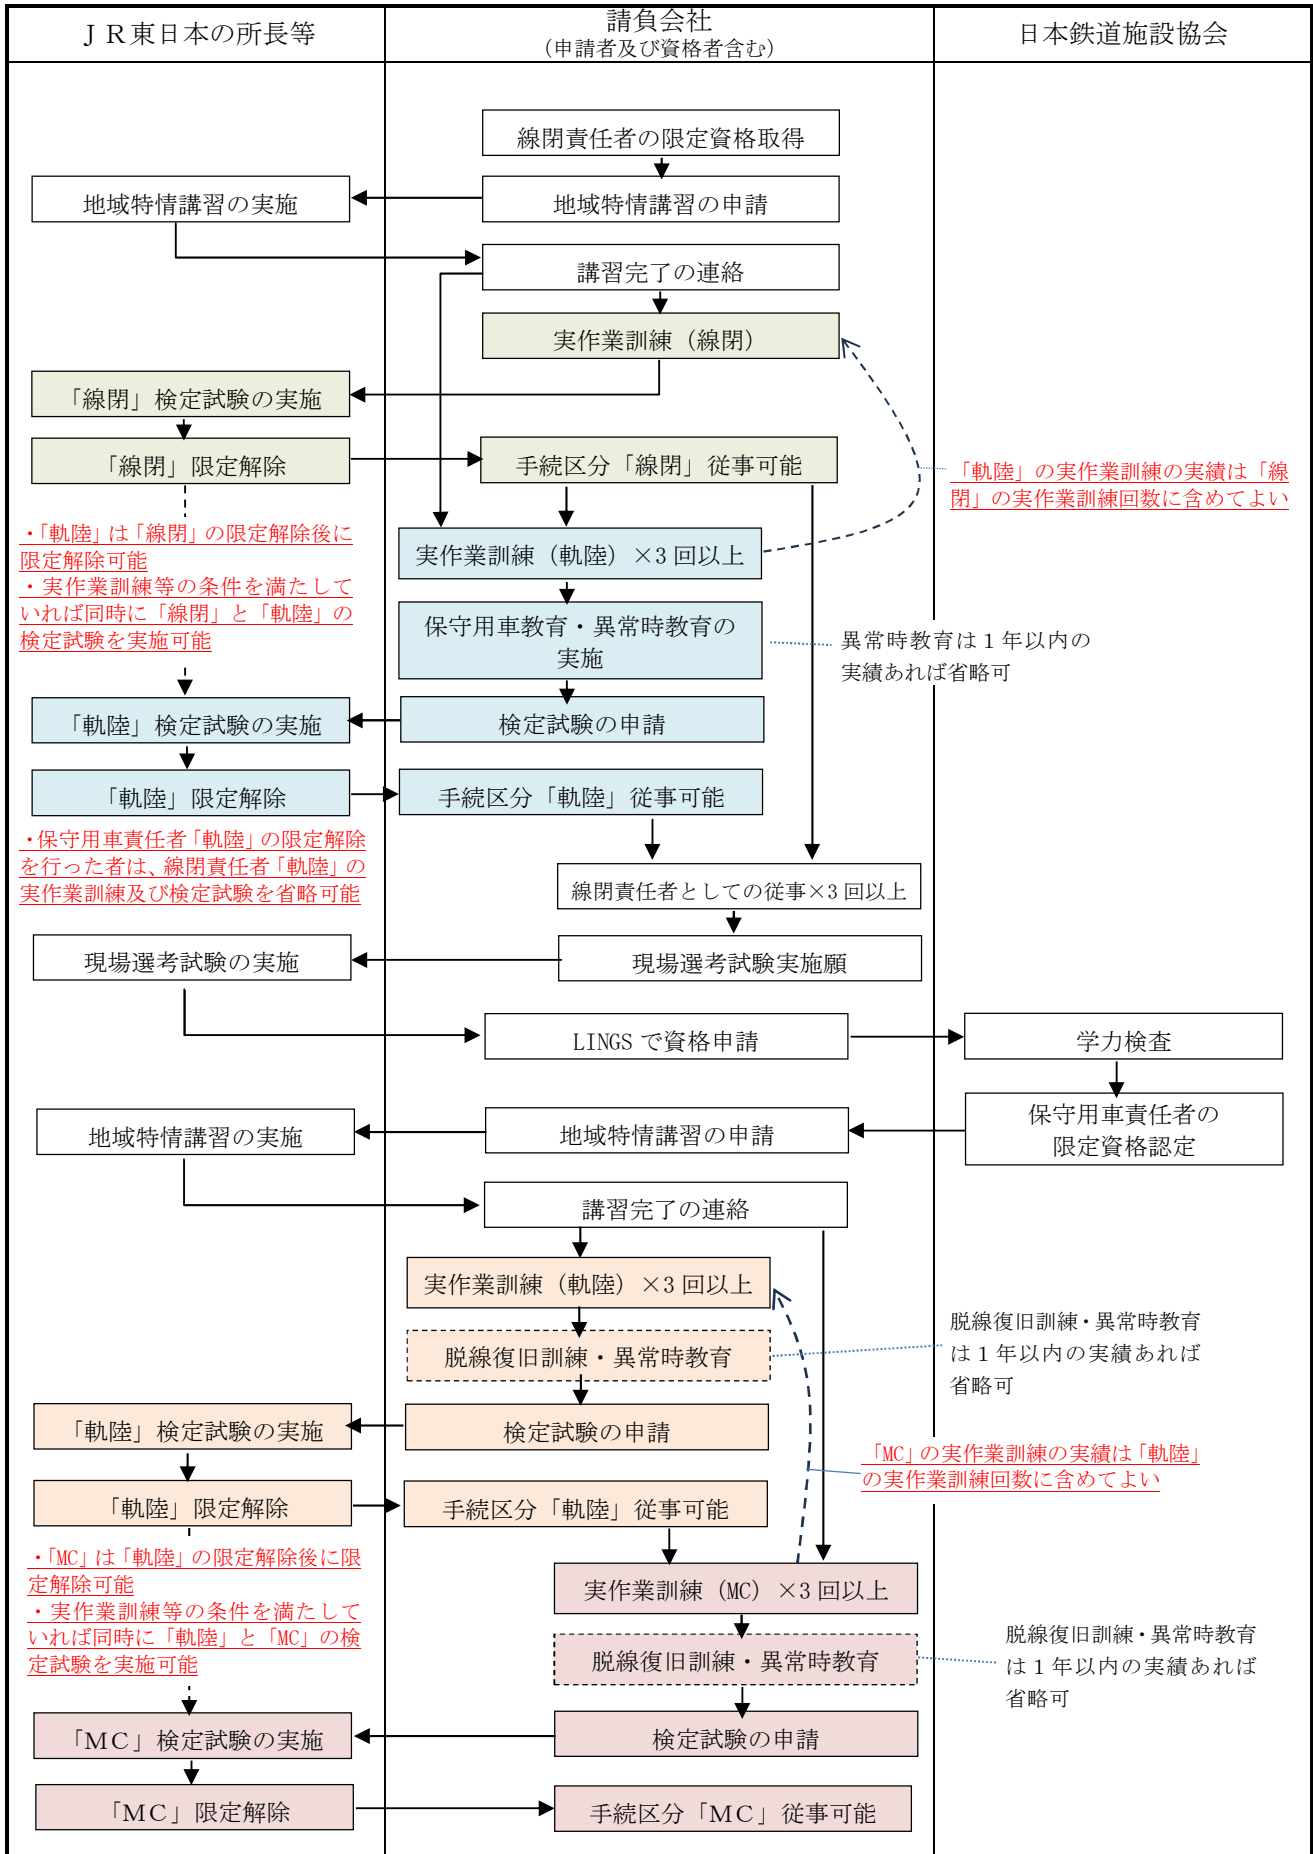 ＪＲ東日本の所長等
請負会社
（申請者及び資格者含む）
日本鉄道施設協会
線閉責任者の限定資格取得
地域特情講習の実施
地域特情講習の申請
講習完了の連絡
実作業訓練（線閉）
「線閉」検定試験の実施
「線閉」限定解除
手続区分「線閉」従事可能
「軌陸」の実作業訓練の実績は「線
閉」の実作業訓練回数に含めてよい
・「軌陸」は「線閉」の限定解除後に
限定解除可能
・実作業訓練等の条件を満たして
いれば同時に「線閉」と「軌陸」の
検定試験を実施可能
実作業訓練（軌陸）×3 回以上
保守用車教育・異常時教育の
実施
異常時教育は１年以内の
実績あれば省略可
「軌陸」検定試験の実施
検定試験の申請
「軌陸」限定解除
手続区分「軌陸」従事可能
・保守用車責任者「軌陸」の限定解除
を行った者は、線閉責任者「軌陸」の
実作業訓練及び検定試験を省略可能
線閉責任者としての従事×3 回以上
現場選考試験の実施
現場選考試験実施願
LINGS で資格申請
学力検査
地域特情講習の実施
地域特情講習の申請
保守用車責任者の
限定資格認定
講習完了の連絡
実作業訓練（軌陸）×3 回以上
脱線復旧訓練・異常時教育
脱線復旧訓練・異常時教育
は１年以内の実績あれば
省略可
「軌陸」検定試験の実施
検定試験の申請
「MC」の実作業訓練の実績は「軌陸」
の実作業訓練回数に含めてよい
「軌陸」限定解除
手続区分「軌陸」従事可能
・「MC」は「軌陸」の限定解除後に限
定解除可能
・実作業訓練等の条件を満たして
いれば同時に「軌陸」と「MC」の検
定試験を実施可能
実作業訓練（MC）×3 回以上
脱線復旧訓練・異常時教育
脱線復旧訓練・異常時教育
は１年以内の実績あれば
省略可
「ＭＣ」検定試験の実施
検定試験の申請
「ＭＣ」限定解除
手続区分「ＭＣ」従事可能